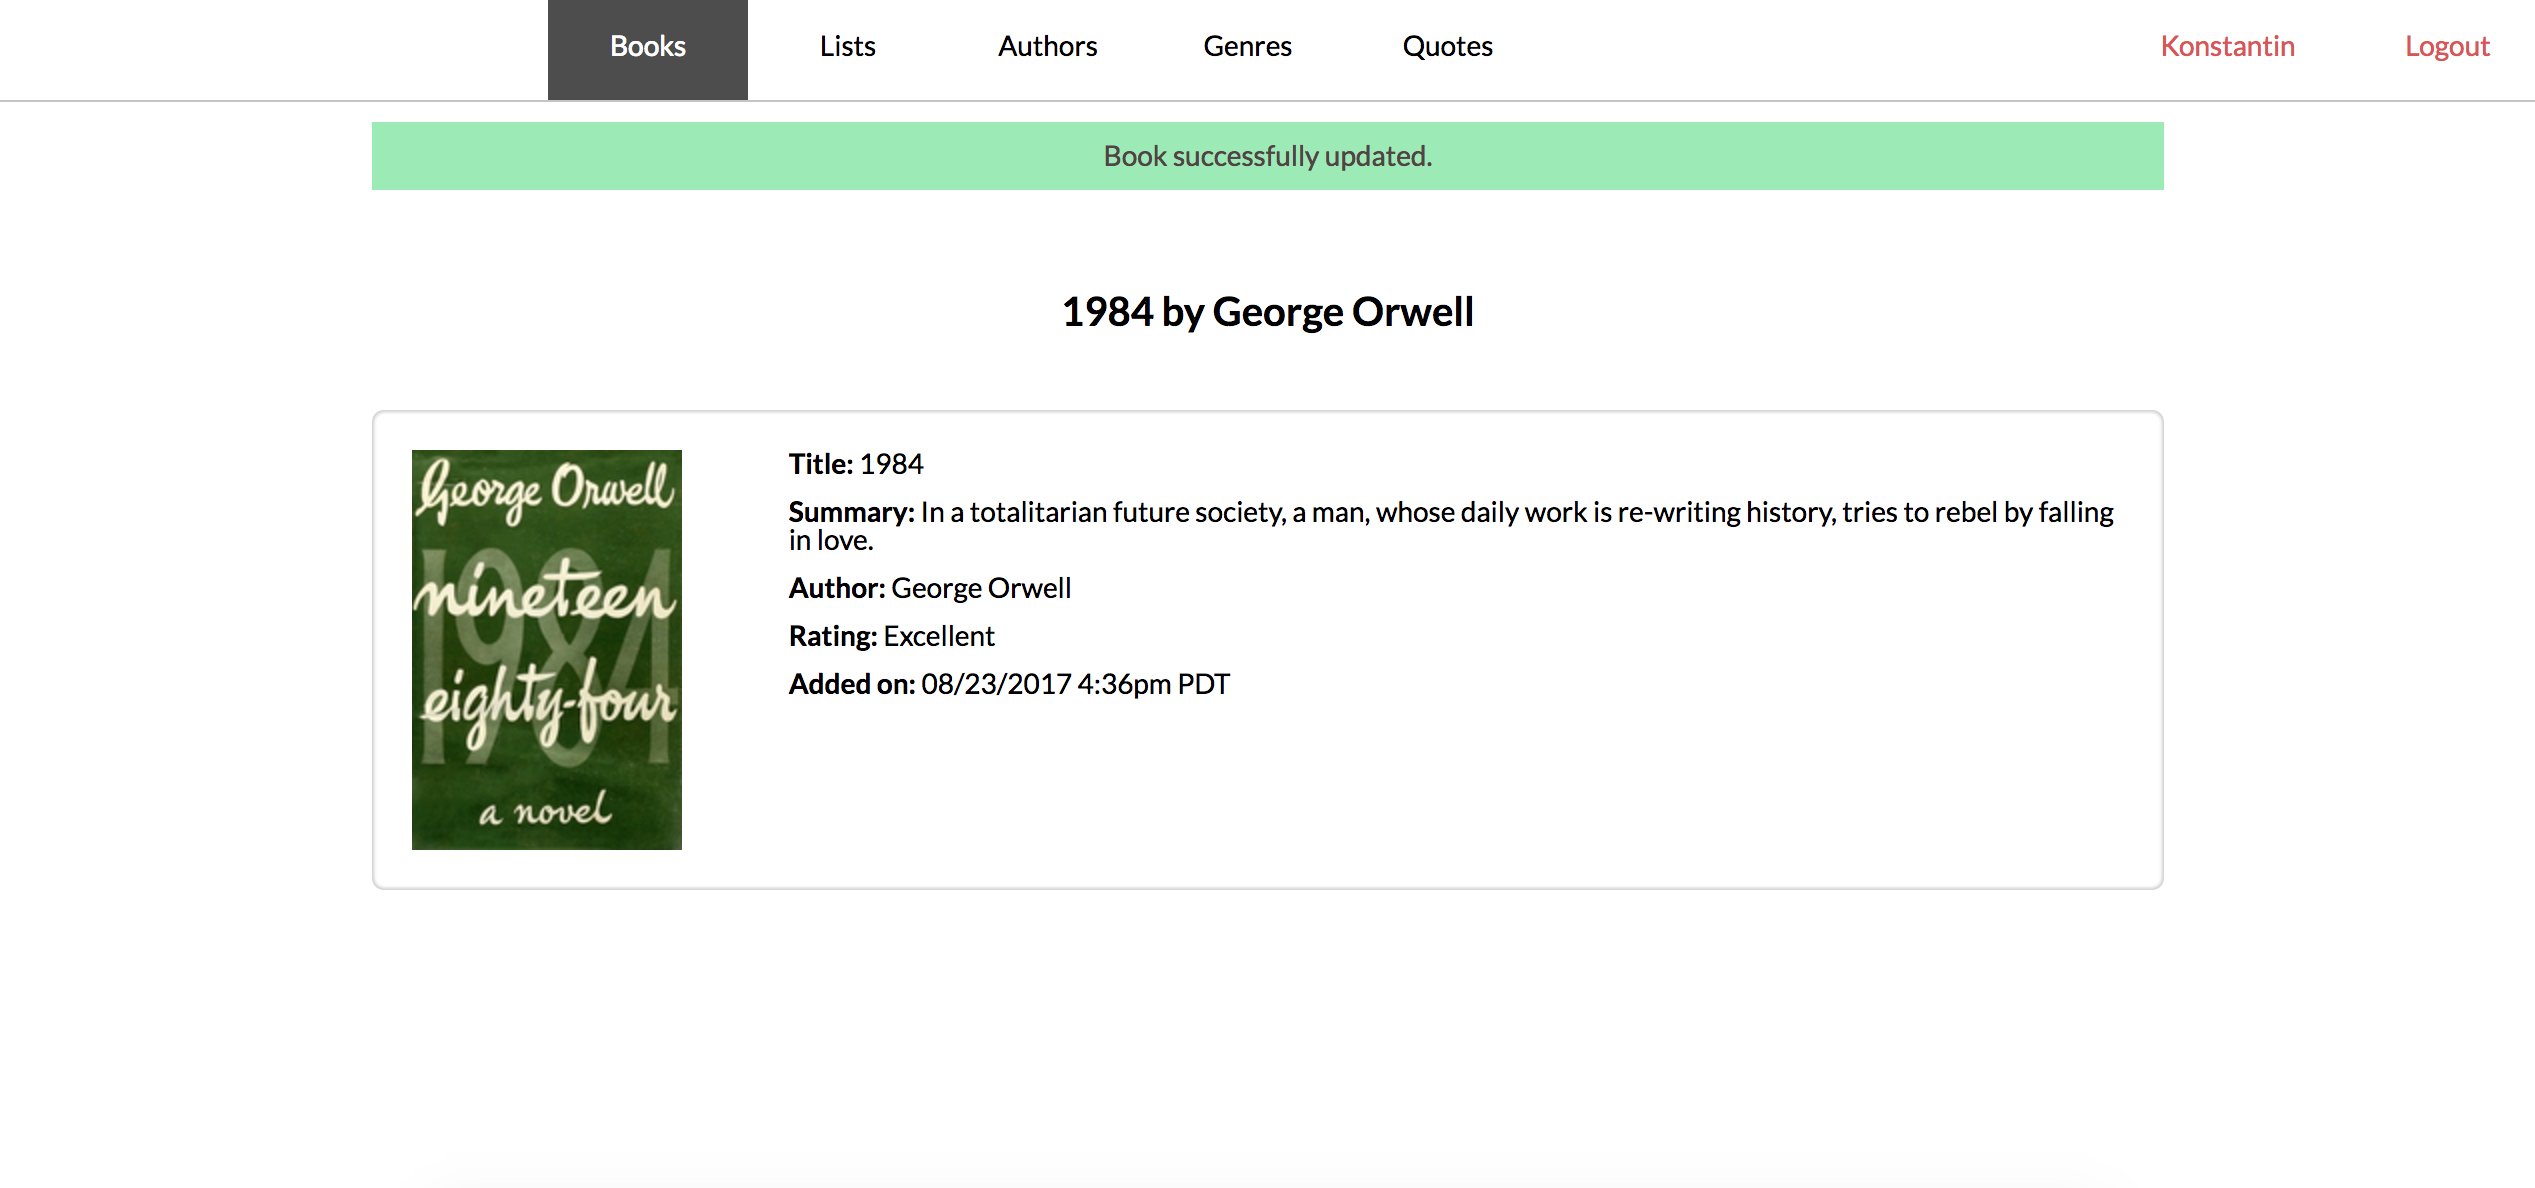 Books Lists Authors Genres Quotes Konstantin Logout
Book successfully updated.
1984 by George Orwell
George Orwell
1984
nineteen
eighty-four
a novel
Title: 1984
Summary: In a totalitarian future society, a man, whose daily work is re-writing history, tries to rebel by falling
in love.
Author: George Orwell
Rating: Excellent
Added on: 08/23/2017 4:36pm PDT